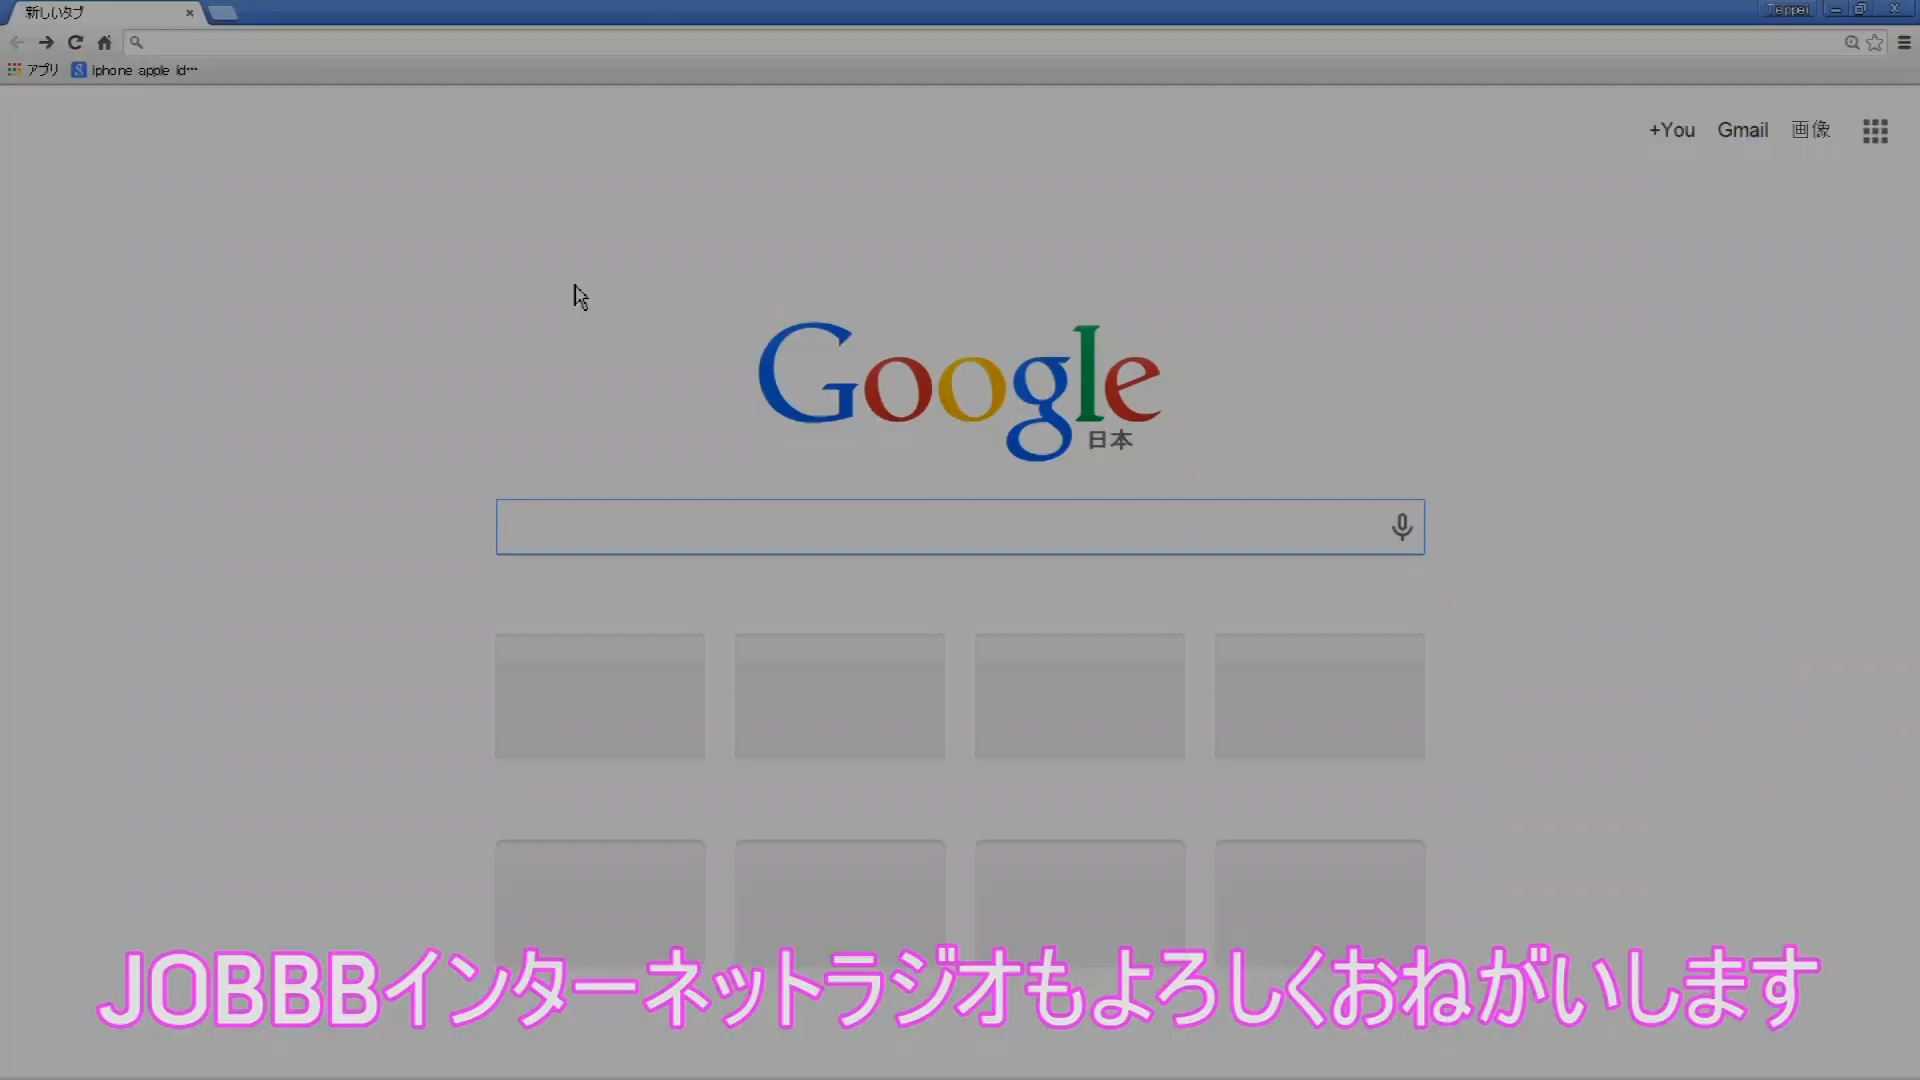 新しいタブ
Teppei
アプリ
iphone apple id…
+You
Gmail
画像
Google
日本
JOBBBインターネットラジオもよろしくおねがいします